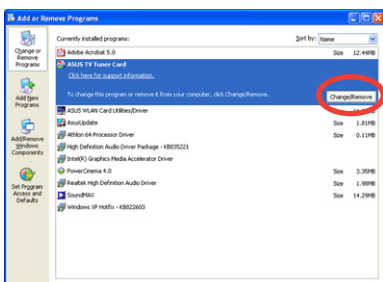 Add or Remove Programs
Change or
Remove
Programs
Add New
Programs
Add/Remove
Windows
Components
Set Program
Access and
Defaults
Currently installed programs:
Sort by: Name
Adobe Acrobat 5.0 Size 12.44MB
ASUS TV Tuner Card
Click here for support information.
To change this program or remove it from your computer, click Change/Remove.
Change/Remove
ASUS WLAN Card Utilities/Driver Size
AsusUpdate Size 1.01MB
Athlon 64 Processor Driver Size 0.11MB
High Definition Audio Driver Package - KB835221
Intel(R) Graphics Media Accelerator Driver
PowerCinema 4.0 Size 3.35MB
Realtek High Definition Audio Driver Size 1.98MB
SoundMAX Size 14.29MB
Windows XP Hotfix - KB822603